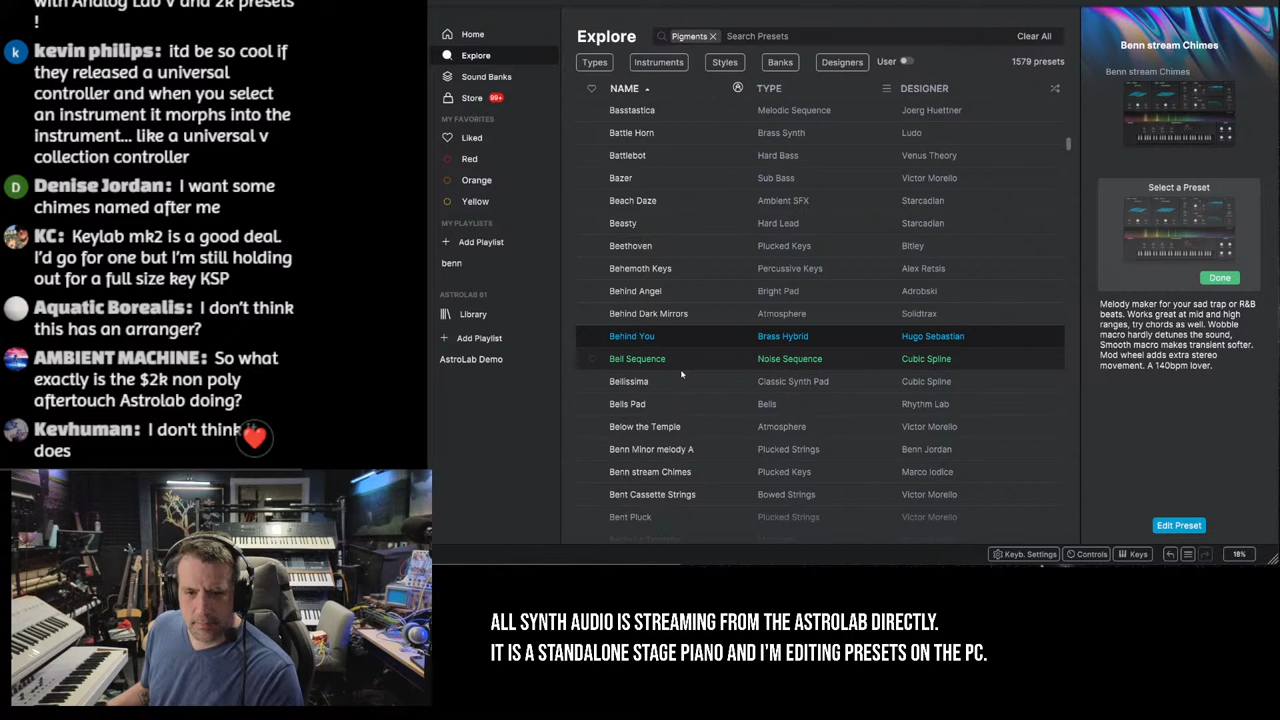 with Analog Lab V and 2k presets
!
k
kevin philips: itd be so cool if
they released a universal
controller and when you select
an instrument it morphs into the
instrument... like a universal v
collection controller
D
Denise Jordan: I want some
chimes named after me
KC: Keylab mk2 is a good deal.
I'd go for one but I'm still holding
out for a full size key KSP
Aquatic Borealis: I don't think
this has an arranger?
AMBIENT MACHINE: So what
exactly is the $2k non poly
aftertouch Astrolab doing?
Kevhuman: I don't think it
does
Home
Explore
Sound Banks
Store 99+
MY FAVORITES
Liked
Red
Orange
Yellow
MY PLAYLISTS
+ Add Playlist
benn
ASTROLAB 61
Library
+ Add Playlist
AstroLab Demo
Explore Pigments X Search Presets Clear All
Types Instruments Styles Banks Designers User 1579 presets
NAME TYPE DESIGNER
Basstastica Melodic Sequence Joerg Huettner
Battle Horn Brass Synth Ludo
Battlebot Hard Bass Venus Theory
Bazer Sub Bass Victor Morello
Beach Daze Ambient SFX Starcadian
Beasty Hard Lead Starcadian
Beethoven Plucked Keys Bitley
Behemoth Keys Percussive Keys Alex Retsis
Behind Angel Bright Pad Adrobski
Behind Dark Mirrors Atmosphere Solidtrax
Behind You Brass Hybrid Hugo Sebastian
Bell Sequence Noise Sequence Cubic Spline
Bellissima Classic Synth Pad Cubic Spline
Bells Pad Bells Rhythm Lab
Below the Temple Atmosphere Victor Morello
Benn Minor melody A Plucked Strings Benn Jordan
Benn stream Chimes Plucked Keys Marco Iodice
Bent Cassette Strings Bowed Strings Victor Morello
Bent Pluck Plucked Strings Victor Morello
Benn stream Chimes
Benn stream Chimes
Select a Preset
Done
Melody maker for your sad trap or R&B
beats. Works great at mid and high
ranges, try chords as well. Wobble
macro hardly detunes the sound,
Smooth macro makes transient softer.
Mod wheel adds extra stereo
movement. A 140bpm lover.
Edit Preset
Keyb. Settings Controls Keys 18%
ALL SYNTH AUDIO IS STREAMING FROM THE ASTROLAB DIRECTLY.
IT IS A STANDALONE STAGE PIANO AND I'M EDITING PRESETS ON THE PC.